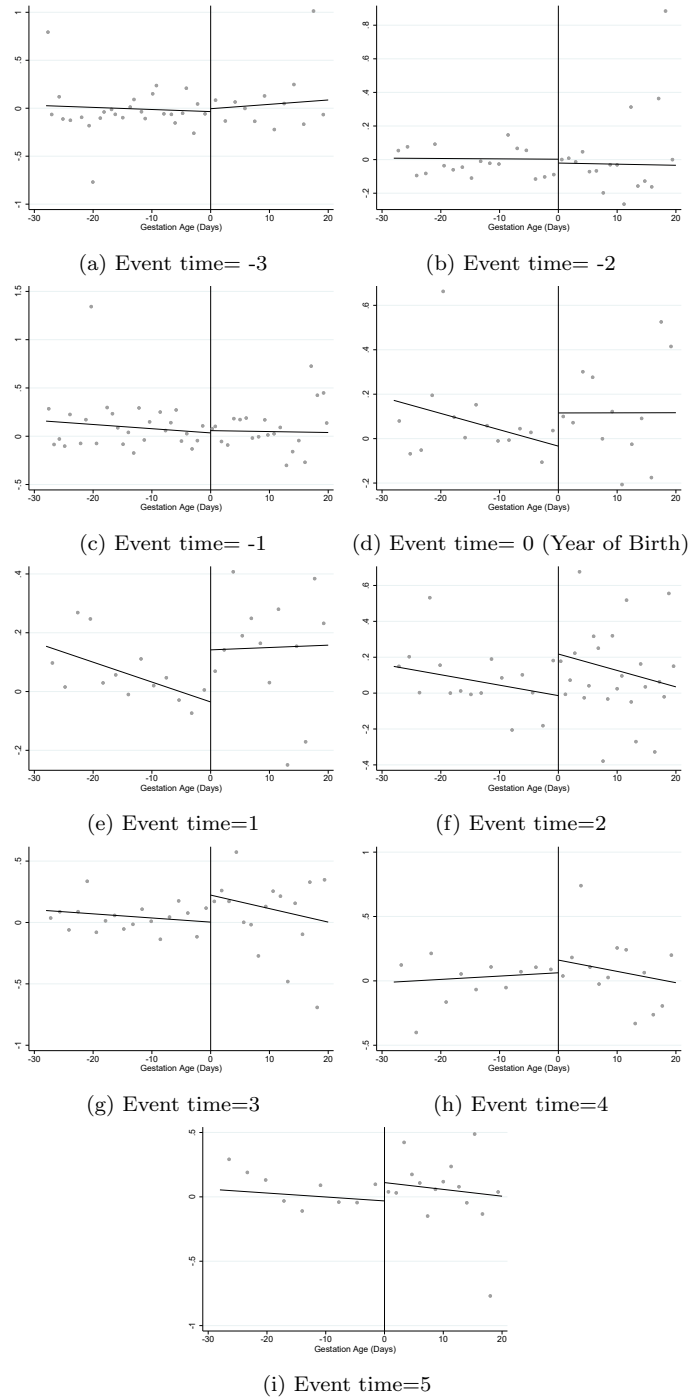 1
.5
0
-.5
-1
-30 -20 -10 0 10 20
Gestation Age (Days)
(a) Event time= -3
.8
.6
.4
.2
0
-.2
-30 -20 -10 0 10 20
Gestation Age (Days)
(b) Event time= -2
1.5
1
.5
0
-.5
-30 -20 -10 0 10 20
Gestation Age (Days)
(c) Event time= -1
.6
.4
.2
0
-.2
-30 -20 -10 0 10 20
Gestation Age (Days)
(d) Event time= 0 (Year of Birth)
.4
.2
0
-.2
-30 -20 -10 0 10 20
Gestation Age (Days)
(e) Event time=1
.6
.4
.2
0
-.2
-.4
-30 -20 -10 0 10 20
Gestation Age (Days)
(f) Event time=2
.5
0
-.5
-1
-30 -20 -10 0 10 20
Gestation Age (Days)
(g) Event time=3
1
.5
0
-.5
-30 -20 -10 0 10 20
Gestation Age (Days)
(h) Event time=4
.5
0
-.5
-1
-30 -20 -10 0 10 20
Gestation Age (Days)
(i) Event time=5